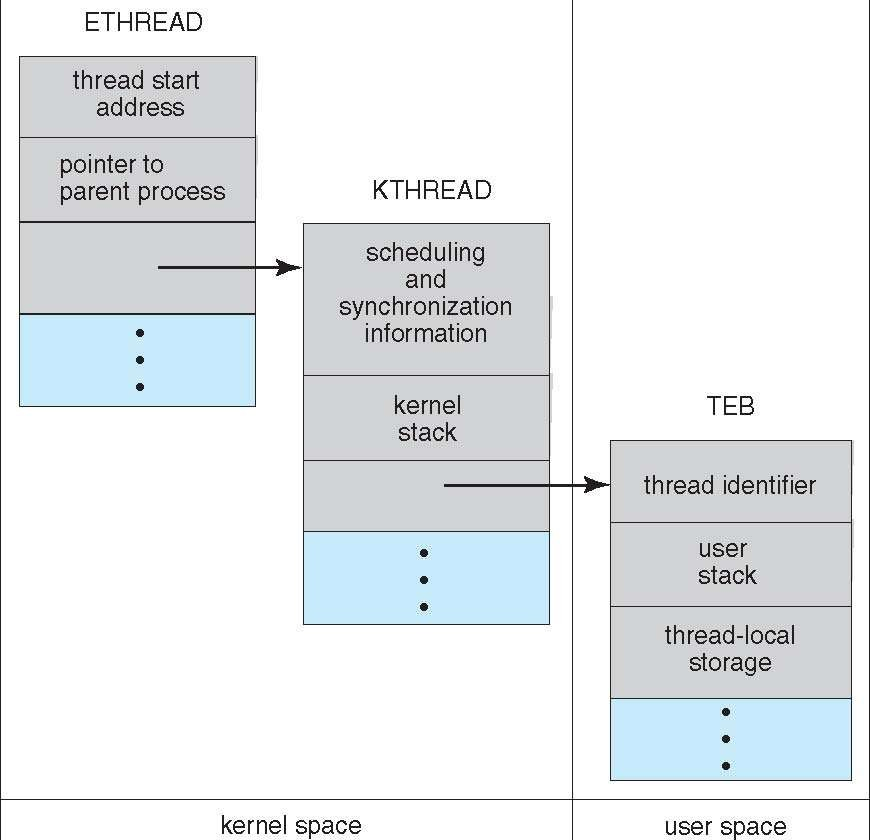 ETHREAD
thread start
address
pointer to
parent process
KTHREAD
scheduling
and
synchronization
information
kernel
stack
TEB
thread identifier
user
stack
thread-local
storage
kernel space
user space